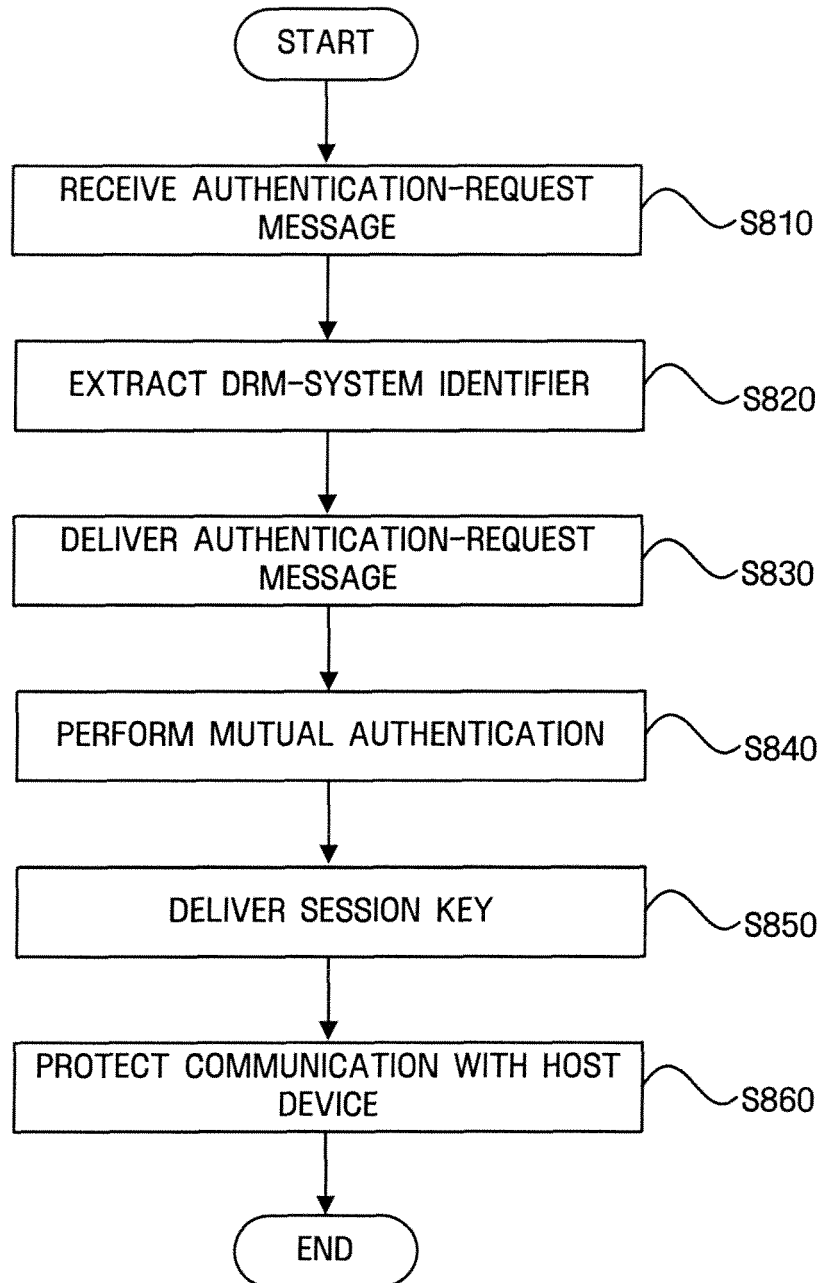 START
RECEIVE AUTHENTICATION-REQUEST
MESSAGE
S810
EXTRACT DRM-SYSTEM IDENTIFIER
S820
DELIVER AUTHENTICATION-REQUEST
MESSAGE
S830
PERFORM MUTUAL AUTHENTICATION
S840
DELIVER SESSION KEY
S850
PROTECT COMMUNICATION WITH HOST
DEVICE
S860
END